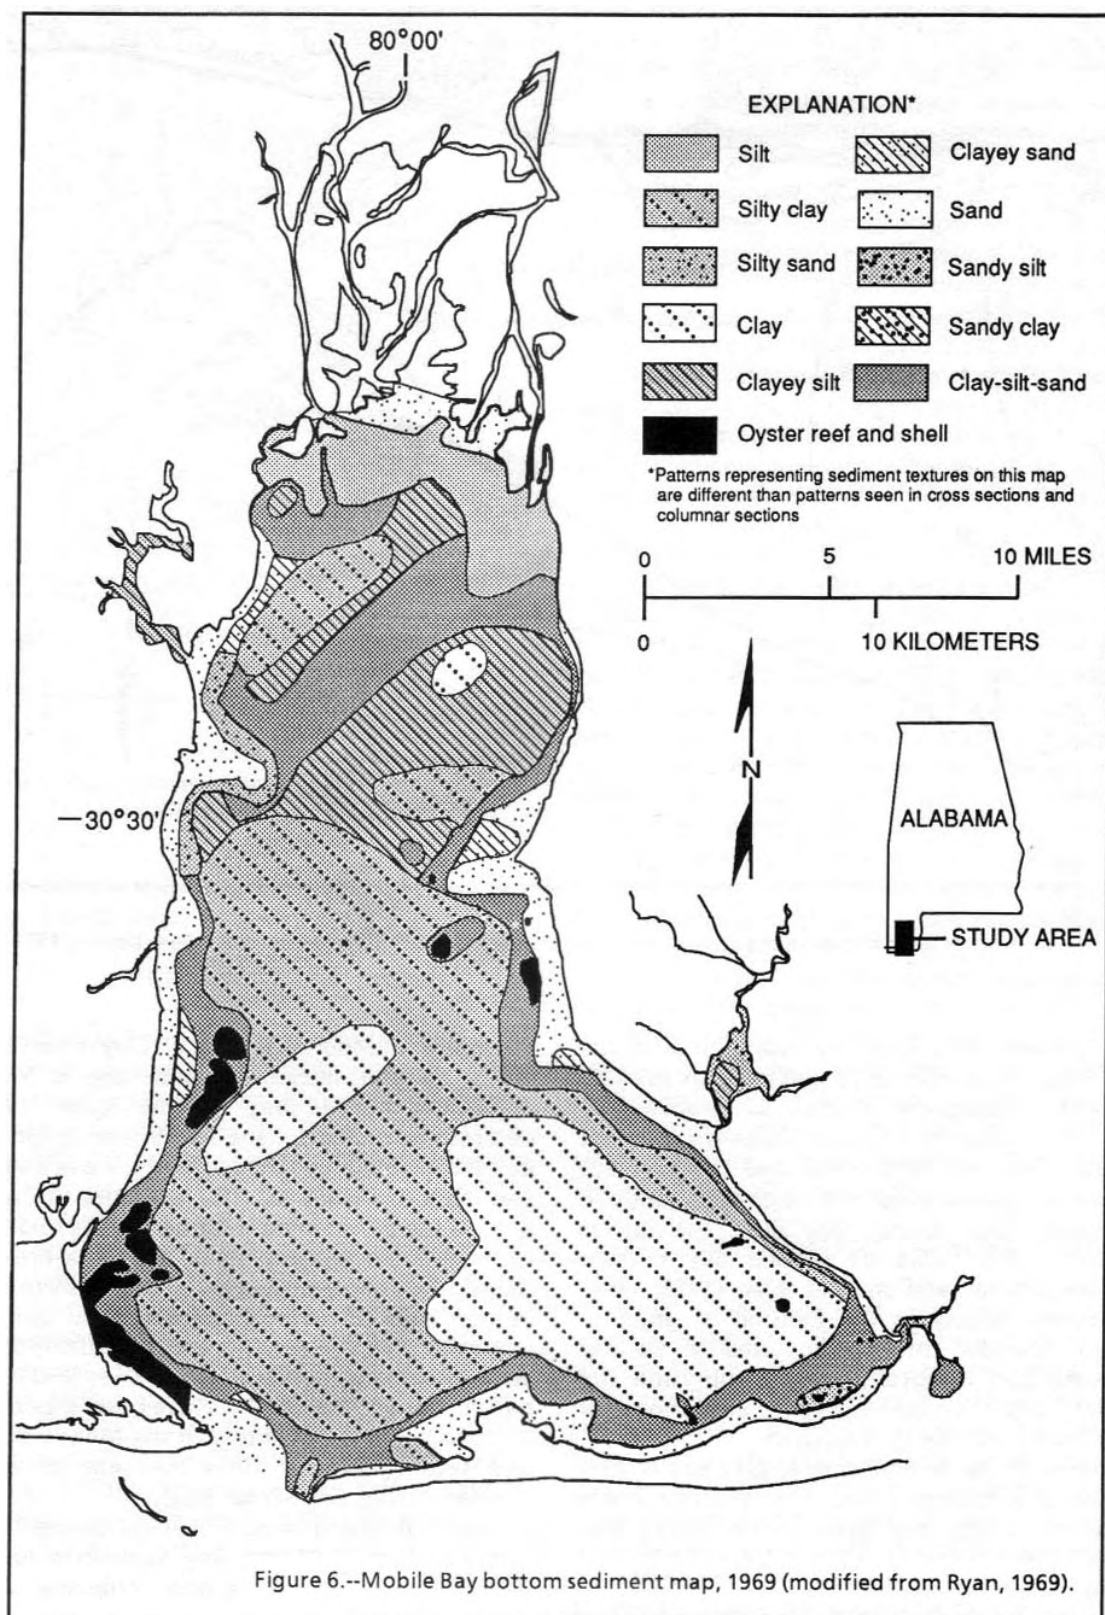 80°00'
EXPLANATION*
Silt
Clayey sand
Silty clay
Sand
Silty sand
Sandy silt
Clay
Sandy clay
Clayey silt
Clay-silt-sand
Oyster reef and shell
*Patterns representing sediment textures on this map
are different than patterns seen in cross sections and
columnar sections
0 5 10 MILES
0 10 KILOMETERS
N
ALABAMA
30°30'
STUDY AREA
Figure 6.--Mobile Bay bottom sediment map, 1969 (modified from Ryan, 1969).